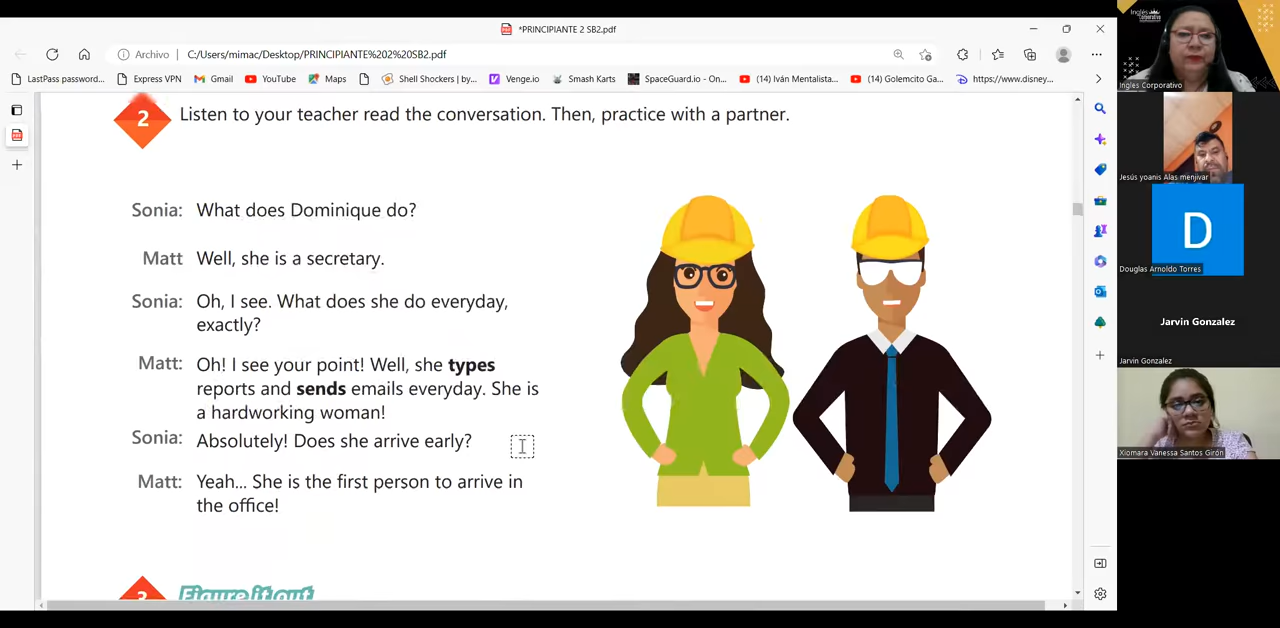 *PRINCIPIANTE 2 SB2.pdf
Archivo
C:/Users/mimac/Desktop/PRINCIPIANTE%202%20SB2.pdf
LastPass password...
Express VPN
Gmail
YouTube
Maps
Shell Shockers | by...
Venge.io
Smash Karts
SpaceGuard.io - On...
(14) Iván Mentalista...
(14) Golemcito Ga...
https://www.disney...
2
Listen to your teacher read the conversation. Then, practice with a partner.
Sonia: What does Dominique do?
Matt Well, she is a secretary.
Sonia: Oh, I see. What does she do everyday,
exactly?
Matt: Oh! I see your point! Well, she types
reports and sends emails everyday. She is
a hardworking woman!
Sonia: Absolutely! Does she arrive early?
Matt: Yeah... She is the first person to arrive in
the office!
3
Figure it out
Inglés
Corporativo
Ingles Corporativo
Jesús yoanis Alas menjivar
D
Douglas Arnoldo Torres
Jarvin Gonzalez
Jarvin Gonzalez
Xiomara Vanessa Santos Girón